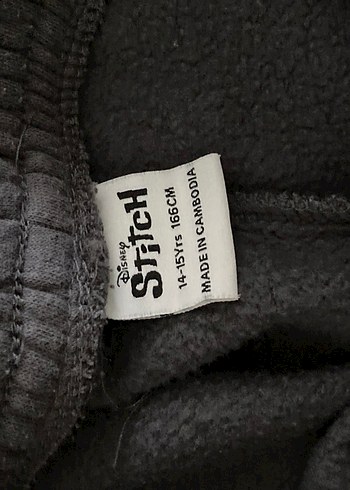 Disney
Stitch
14-15Yrs 166CM
MADE IN CAMBODIA